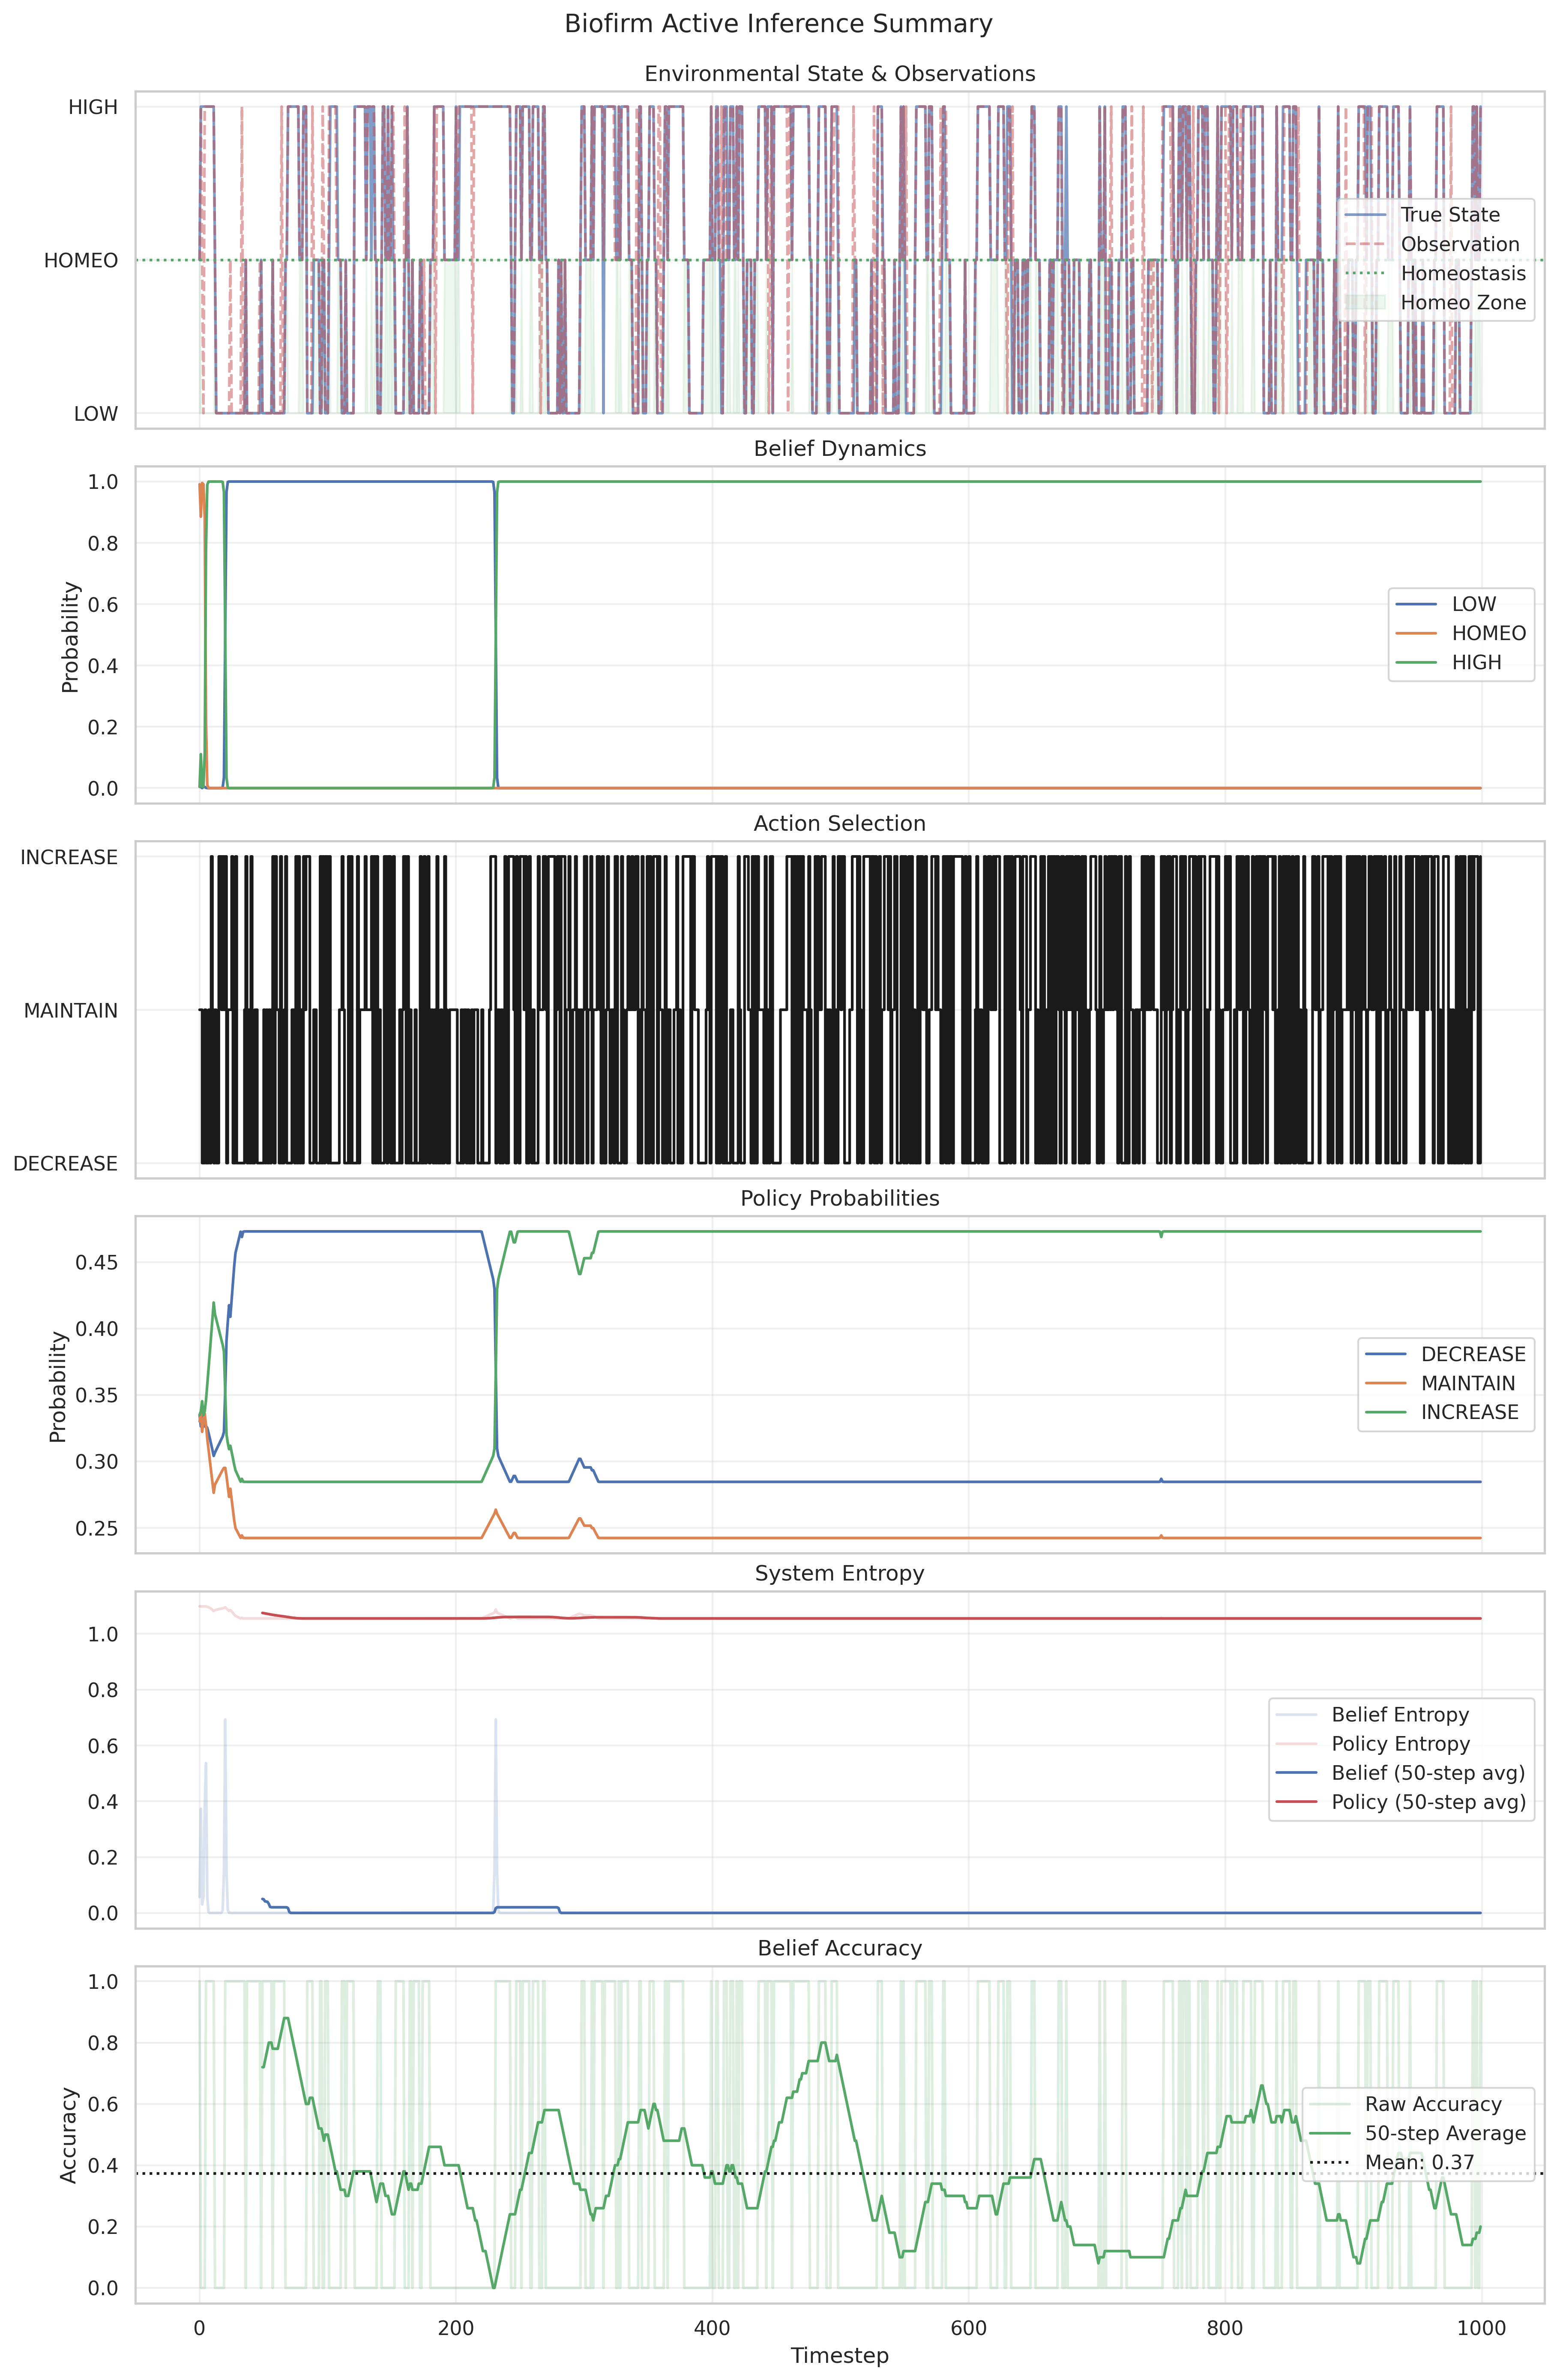 Biofirm Active Inference Summary
Environmental State & Observations
HIGH
HOMEO
LOW
True State
Observation
Homeostasis
Homeo Zone
Belief Dynamics
Probability
1.0
0.8
0.6
0.4
0.2
0.0
LOW
HOMEO
HIGH
Action Selection
INCREASE
MAINTAIN
DECREASE
Policy Probabilities
Probability
0.45
0.40
0.35
0.30
0.25
DECREASE
MAINTAIN
INCREASE
System Entropy
1.0
0.8
0.6
0.4
0.2
0.0
Belief Entropy
Policy Entropy
Belief (50-step avg)
Policy (50-step avg)
Belief Accuracy
Accuracy
1.0
0.8
0.6
0.4
0.2
0.0
Raw Accuracy
50-step Average
Mean: 0.37
0 200 400 600 800 1000
Timestep